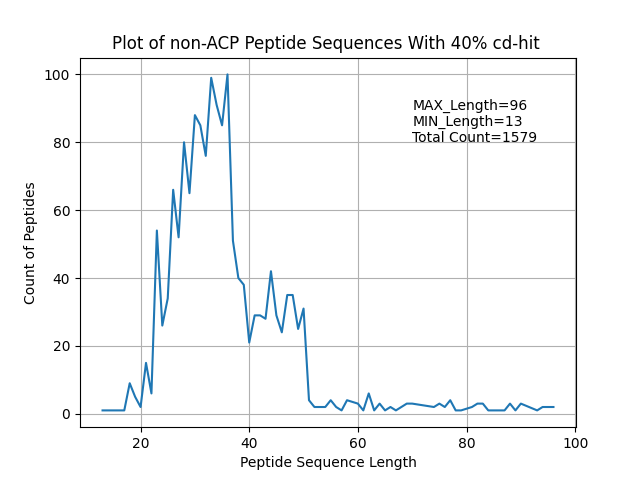 Plot of non-ACP Peptide Sequences With 40% cd-hit
100
80
60
40
20
0
Count of Peptides
MAX_Length=96
MIN_Length=13
Total Count=1579
20 40 60 80 100
Peptide Sequence Length